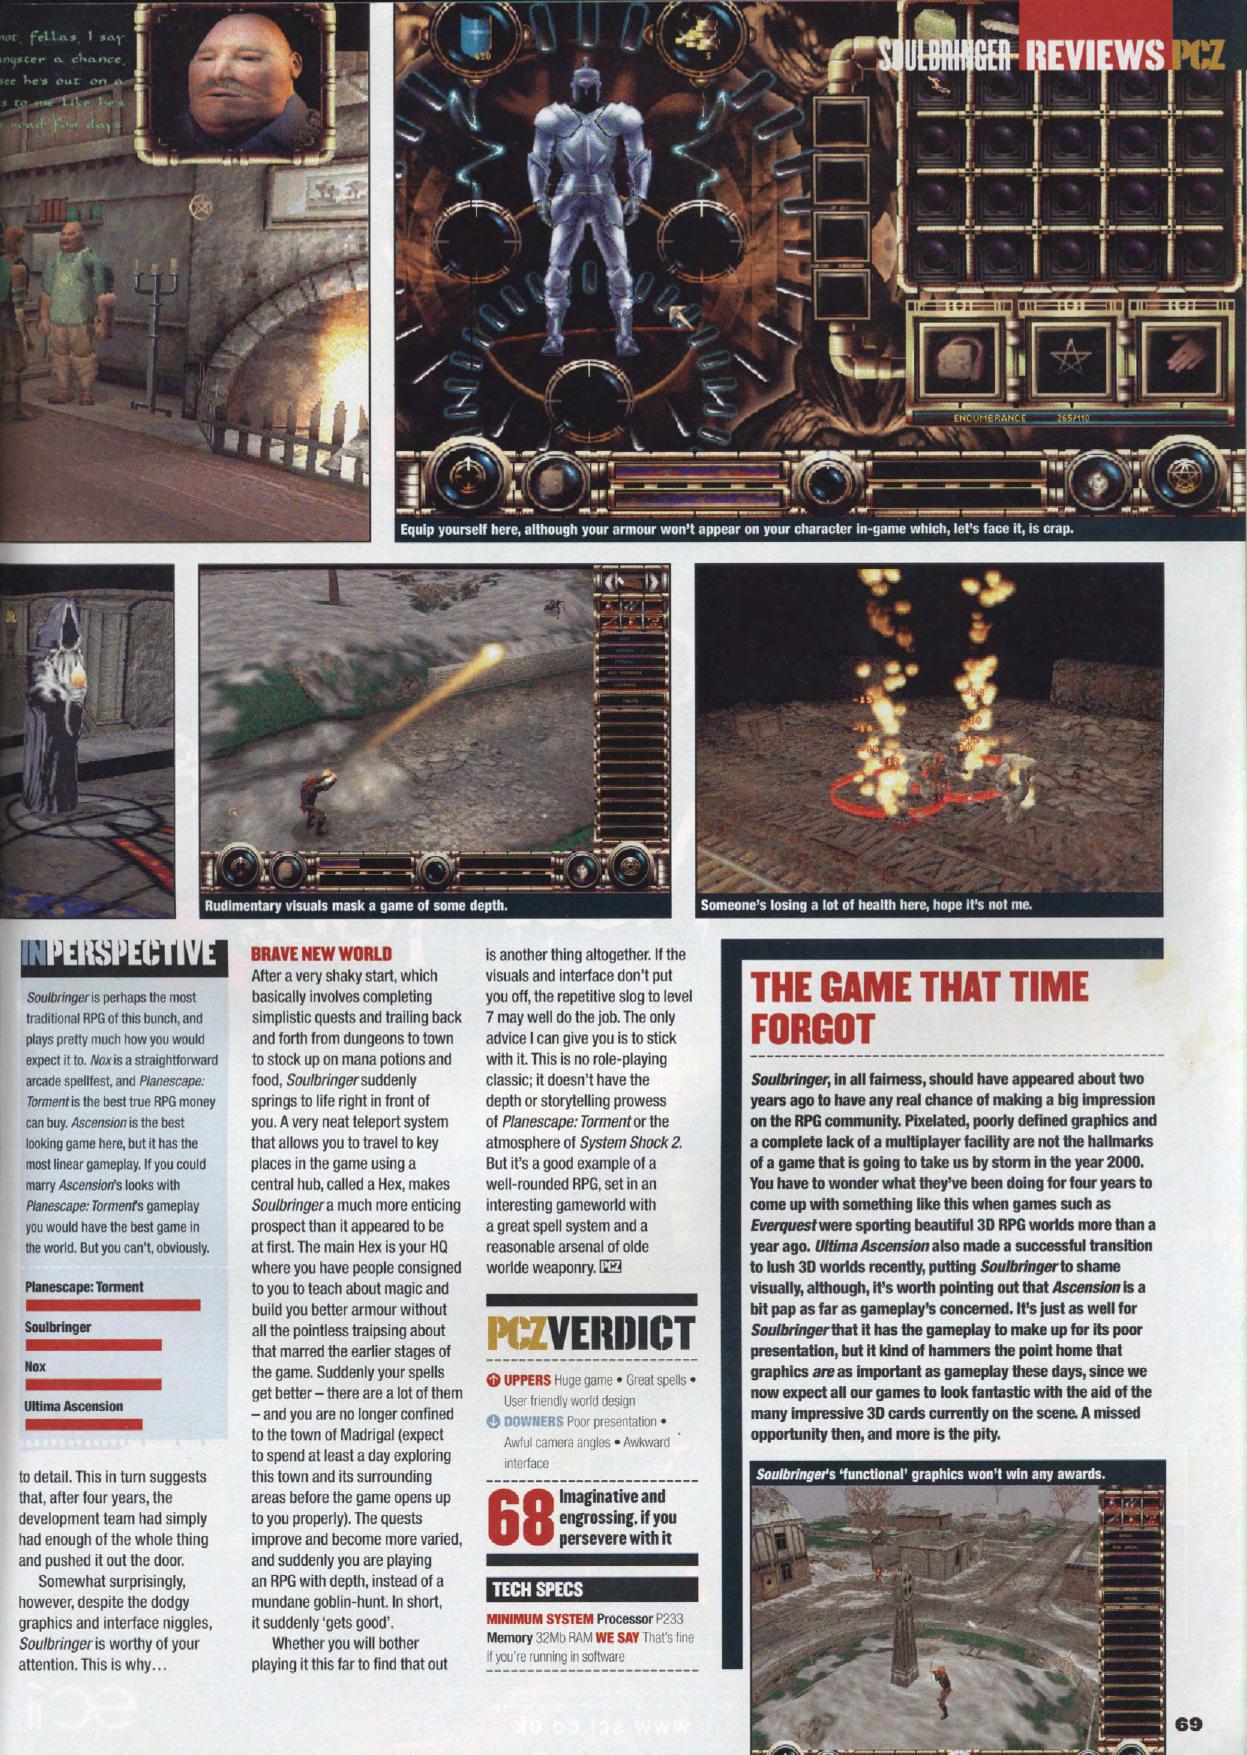 not, fellas, I say
see he's out on a
s to me like he's
road for days
630
5
SOULBRINGER REVIEWS PCZ
ENCUMBRANCE 265/110
Equip yourself here, although your armour won't appear on your character in-game which, let's face it, is crap.
Rudimentary visuals mask a game of some depth.
-15
Someone's losing a lot of health here, hope it's not me.
INPERSPECTIVE
Soulbringer is perhaps the most
traditional RPG of this bunch, and
plays pretty much how you would
expect it to. Nox is a straightforward
arcade spellfest, and Planescape:
Torment is the best true RPG money
can buy. Ascension is the best
looking game here, but it has the
most linear gameplay. If you could
marry Ascension's looks with
Planescape: Torment's gameplay
you would have the best game in
the world. But you can't, obviously.
Planescape: Torment
Soulbringer
Nox
Ultima Ascension
to detail. This in turn suggests
that, after four years, the
development team had simply
had enough of the whole thing
and pushed it out the door.
Somewhat surprisingly,
however, despite the dodgy
graphics and interface niggles,
Soulbringer is worthy of your
attention. This is why...
BRAVE NEW WORLD
After a very shaky start, which
basically involves completing
simplistic quests and trailing back
and forth from dungeons to town
to stock up on mana potions and
food, Soulbringer suddenly
springs to life right in front of
you. A very neat teleport system
that allows you to travel to key
places in the game using a
central hub, called a Hex, makes
Soulbringer a much more enticing
prospect than it appeared to be
at first. The main Hex is your HQ
where you have people consigned
to you to teach about magic and
build you better armour without
all the pointless traipsing about
that marred the earlier stages of
the game. Suddenly your spells
get better – there are a lot of them
– and you are no longer confined
to the town of Madrigal (expect
to spend at least a day exploring
this town and its surrounding
areas before the game opens up
to you properly). The quests
improve and become more varied,
and suddenly you are playing
an RPG with depth, instead of a
mundane goblin-hunt. In short,
it suddenly 'gets good'.
Whether you will bother
playing it this far to find that out
is another thing altogether. If the
visuals and interface don't put
you off, the repetitive slog to level
7 may well do the job. The only
advice I can give you is to stick
with it. This is no role-playing
classic; it doesn't have the
depth or storytelling prowess
of Planescape: Torment or the
atmosphere of System Shock 2.
But it's a good example of a
well-rounded RPG, set in an
interesting gameworld with
a great spell system and a
reasonable arsenal of olde
worlde weaponry. PCZ
PCZVERDICT
UPPERS Huge game • Great spells •
User friendly world design
DOWNERS Poor presentation •
Awful camera angles • Awkward
interface
68 Imaginative and
engrossing, if you
persevere with it
TECH SPECS
MINIMUM SYSTEM Processor P233
Memory 32Mb RAM WE SAY That's fine
if you're running in software
THE GAME THAT TIME
FORGOT
Soulbringer, in all fairness, should have appeared about two
years ago to have any real chance of making a big impression
on the RPG community. Pixelated, poorly defined graphics and
a complete lack of a multiplayer facility are not the hallmarks
of a game that is going to take us by storm in the year 2000.
You have to wonder what they've been doing for four years to
come up with something like this when games such as
Everquest were sporting beautiful 3D RPG worlds more than a
year ago. Ultima Ascension also made a successful transition
to lush 3D worlds recently, putting Soulbringer to shame
visually, although, it's worth pointing out that Ascension is a
bit pap as far as gameplay's concerned. It's just as well for
Soulbringer that it has the gameplay to make up for its poor
presentation, but it kind of hammers the point home that
graphics are as important as gameplay these days, since we
now expect all our games to look fantastic with the aid of the
many impressive 3D cards currently on the scene. A missed
opportunity then, and more is the pity.
Soulbringer's 'functional' graphics won't win any awards.
69